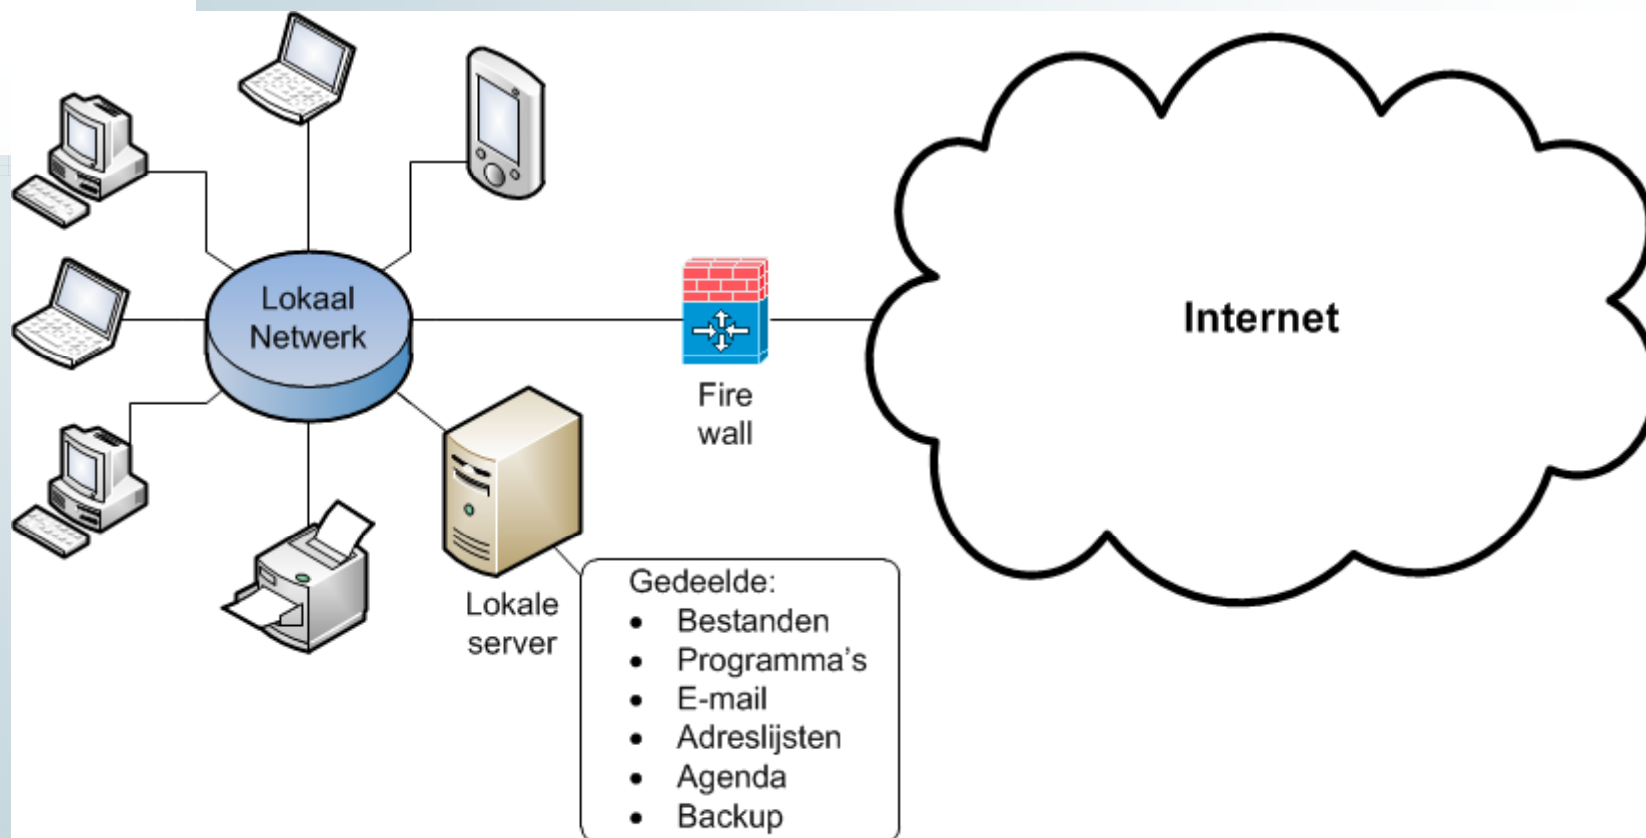 Lokaal
Netwerk
Internet
Fire
wall
Lokale
server
Gedeelde:
• Bestanden
• Programma's
• E-mail
• Adreslijsten
• Agenda
• Backup